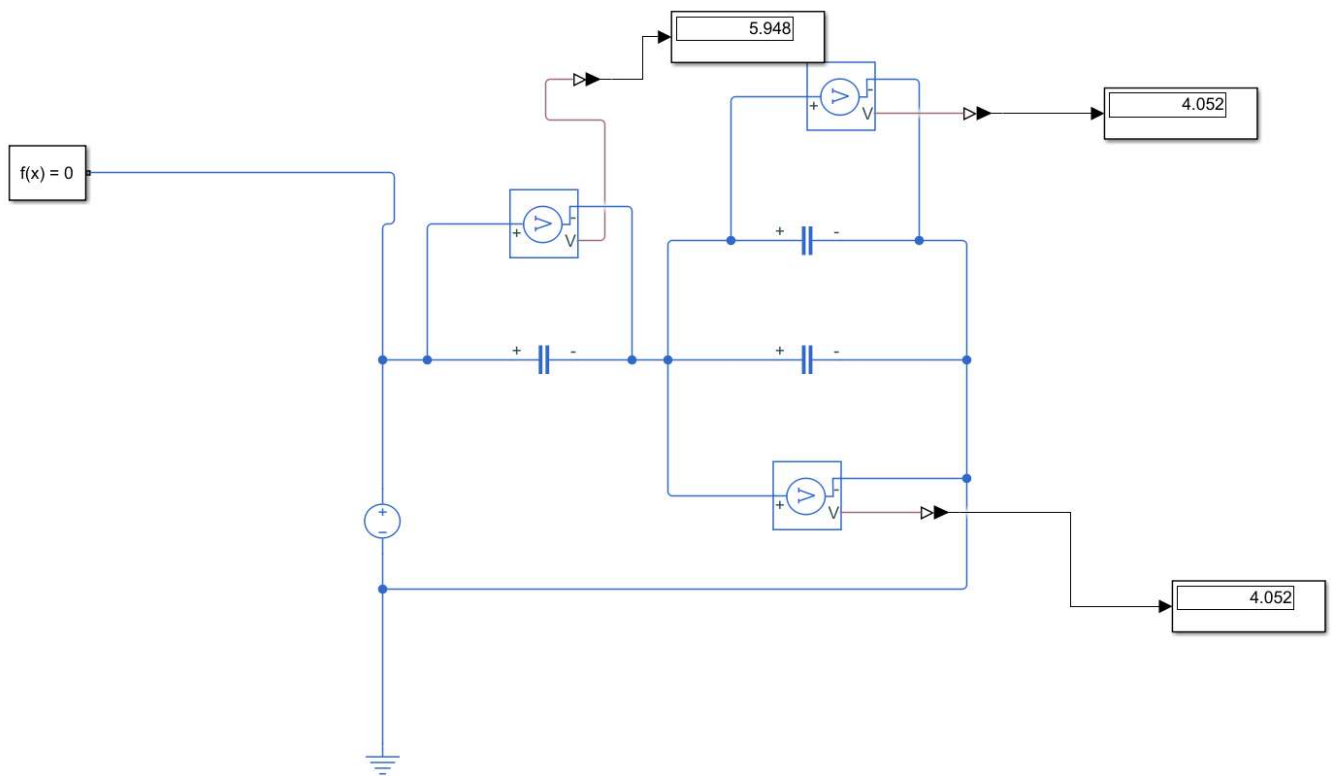 5.948
V
+
-
V
4.052
f(x) = 0
V
+
-
V
+
-
+
-
+
-
V
+
-
V
+
−
4.052